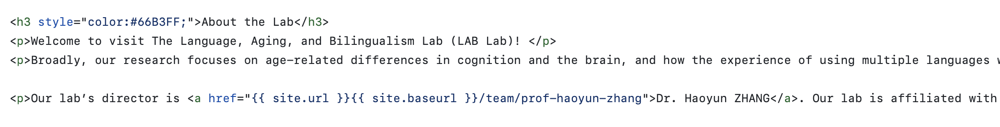 <h3 style="color:#66B3FF;">About the Lab</h3>
<p>Welcome to visit The Language, Aging, and Bilingualism Lab (LAB Lab)! </p>
<p>Broadly, our research focuses on age-related differences in cognition and the brain, and how the experience of using multiple languages
<p>Our lab's director is <a href="{{ site.url }}{{ site.baseurl }}/team/prof-haoyun-zhang">Dr. Haoyun ZHANG</a>. Our lab is affiliated with